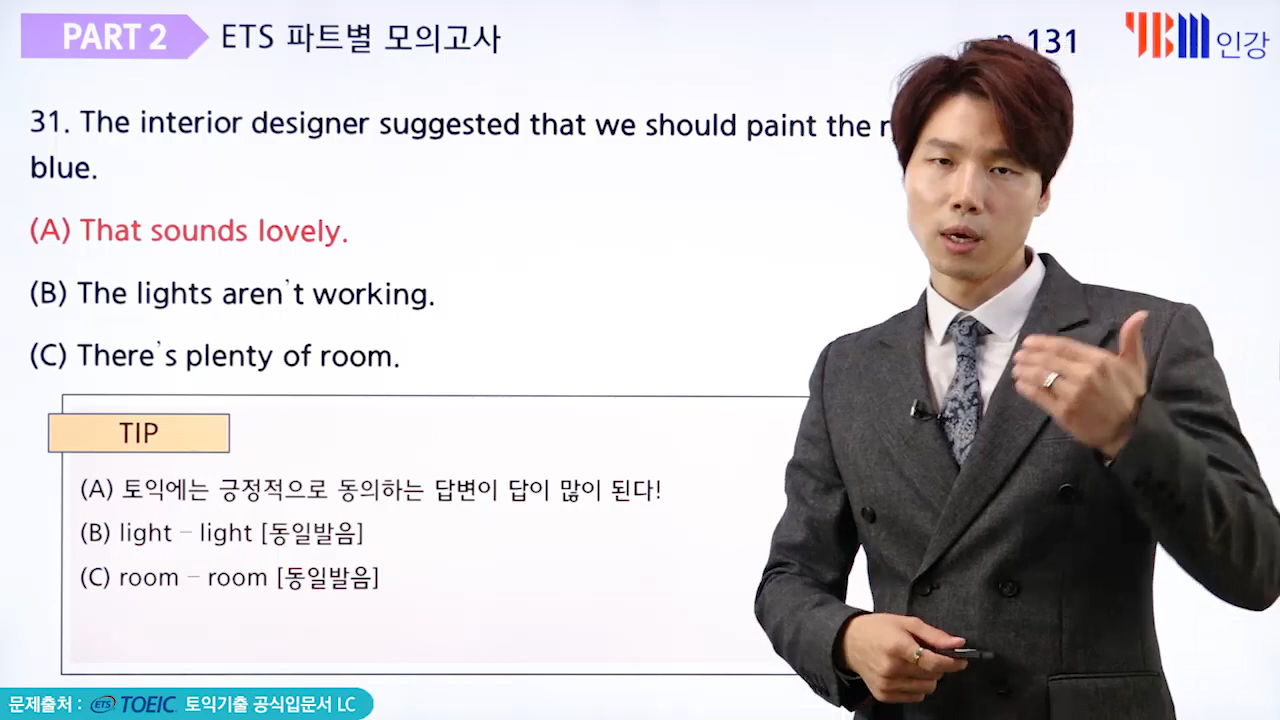 PART 2
ETS 파트별 모의고사
131
YBM 인강
31. The interior designer suggested that we should paint the
blue.
(A) That sounds lovely.
(B) The lights aren't working.
(C) There's plenty of room.
TIP
(A) 토익에는 긍정적으로 동의하는 답변이 답이 많이 된다!
(B) light – light [동일발음]
(C) room – room [동일발음]
문제출처 : ETS TOEIC 토익기출 공식입문서 LC